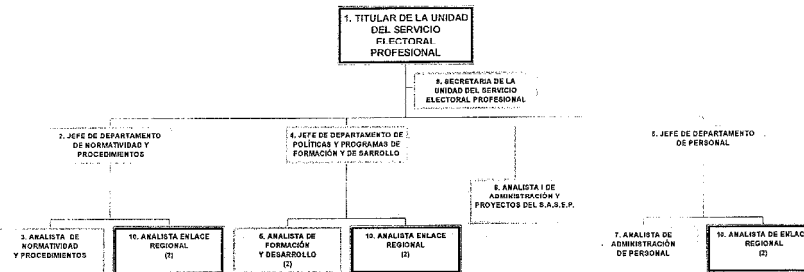 1. TITULAR DE LA UNIDAD
DEL SERVICIO
ELECTORAL
PROFESIONAL
9. SECRETARIA DE LA
UNIDAD DEL SERVICIO
ELECTORAL PROFESIONAL
2. JEFE DE DEPARTAMENTO
DE NORMATIVIDAD Y
PROCEDIMIENTOS
4. JEFE DE DEPARTAMENTO DE
POLÍTICAS Y PROGRAMAS DE
FORMACIÓN Y DE SARROLLO
JEFE DE DEPARTAMENTO
DE PERSONAL
ANALISTA I DE
ADMINISTRACIÓN Y
PROYECTOS DEL S.A.S.E.P.
3. ANALISTA DE
NORMATIVIDAD
Y PROCEDIMIENTOS
10. ANALISTA ENLACE
REGIONAL
(2)
ANALISTA DE
FORMACIÓN
Y DESARROLLO
(2)
10. ANALISTA ENLACE
REGIONAL
(2)
7. ANALISTA DE
ADMINISTRACIÓN
DE PERSONAL
10. ANALISTA DE ENLACE
REGIONAL
(2)